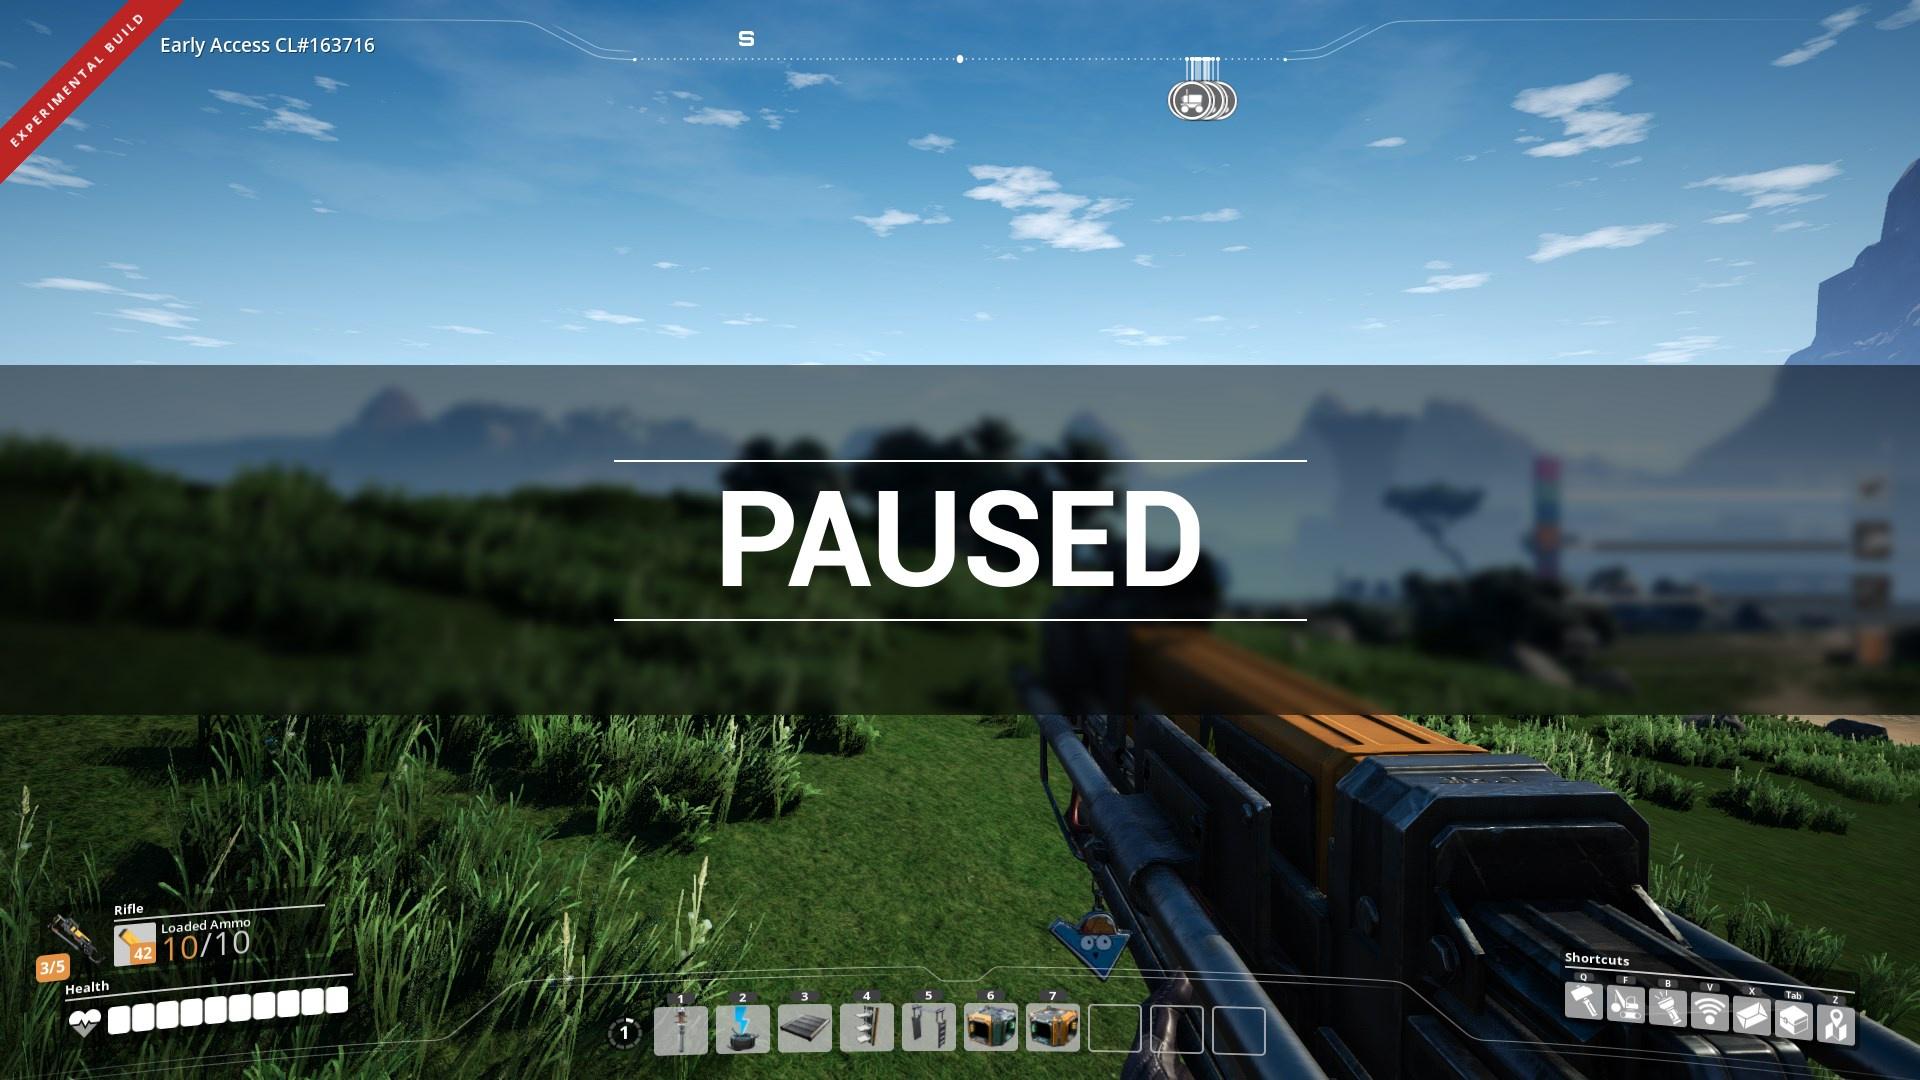 EXPERIMENTAL BUILD
Early Access CL#163716
S
PAUSED
Rifle
Loaded Ammo
42
10/10
3/5
Health
1
1 2 3 4 5 6 7
Shortcuts
Q F B V X Tab Z